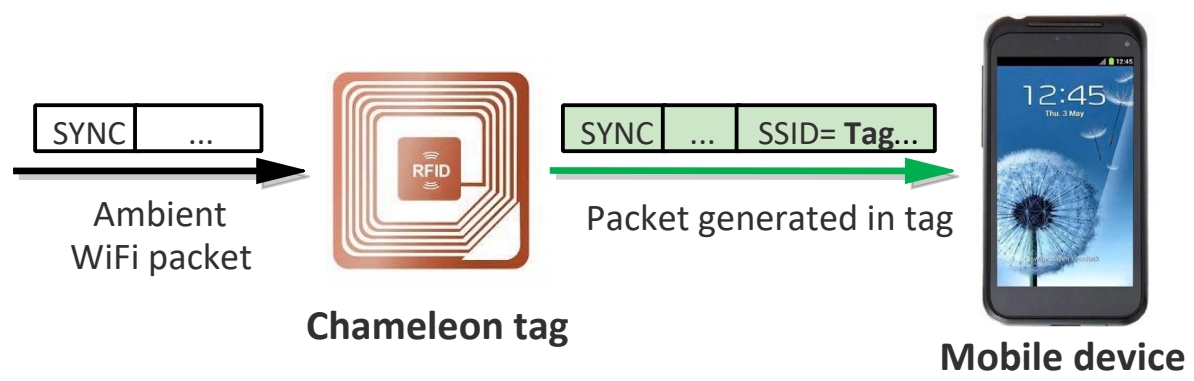 SYNC ...
Ambient
WiFi packet
RFID
Chameleon tag
SYNC ... SSID= Tag...
Packet generated in tag
12:45
12:45
Thu. 3 May
Mobile device